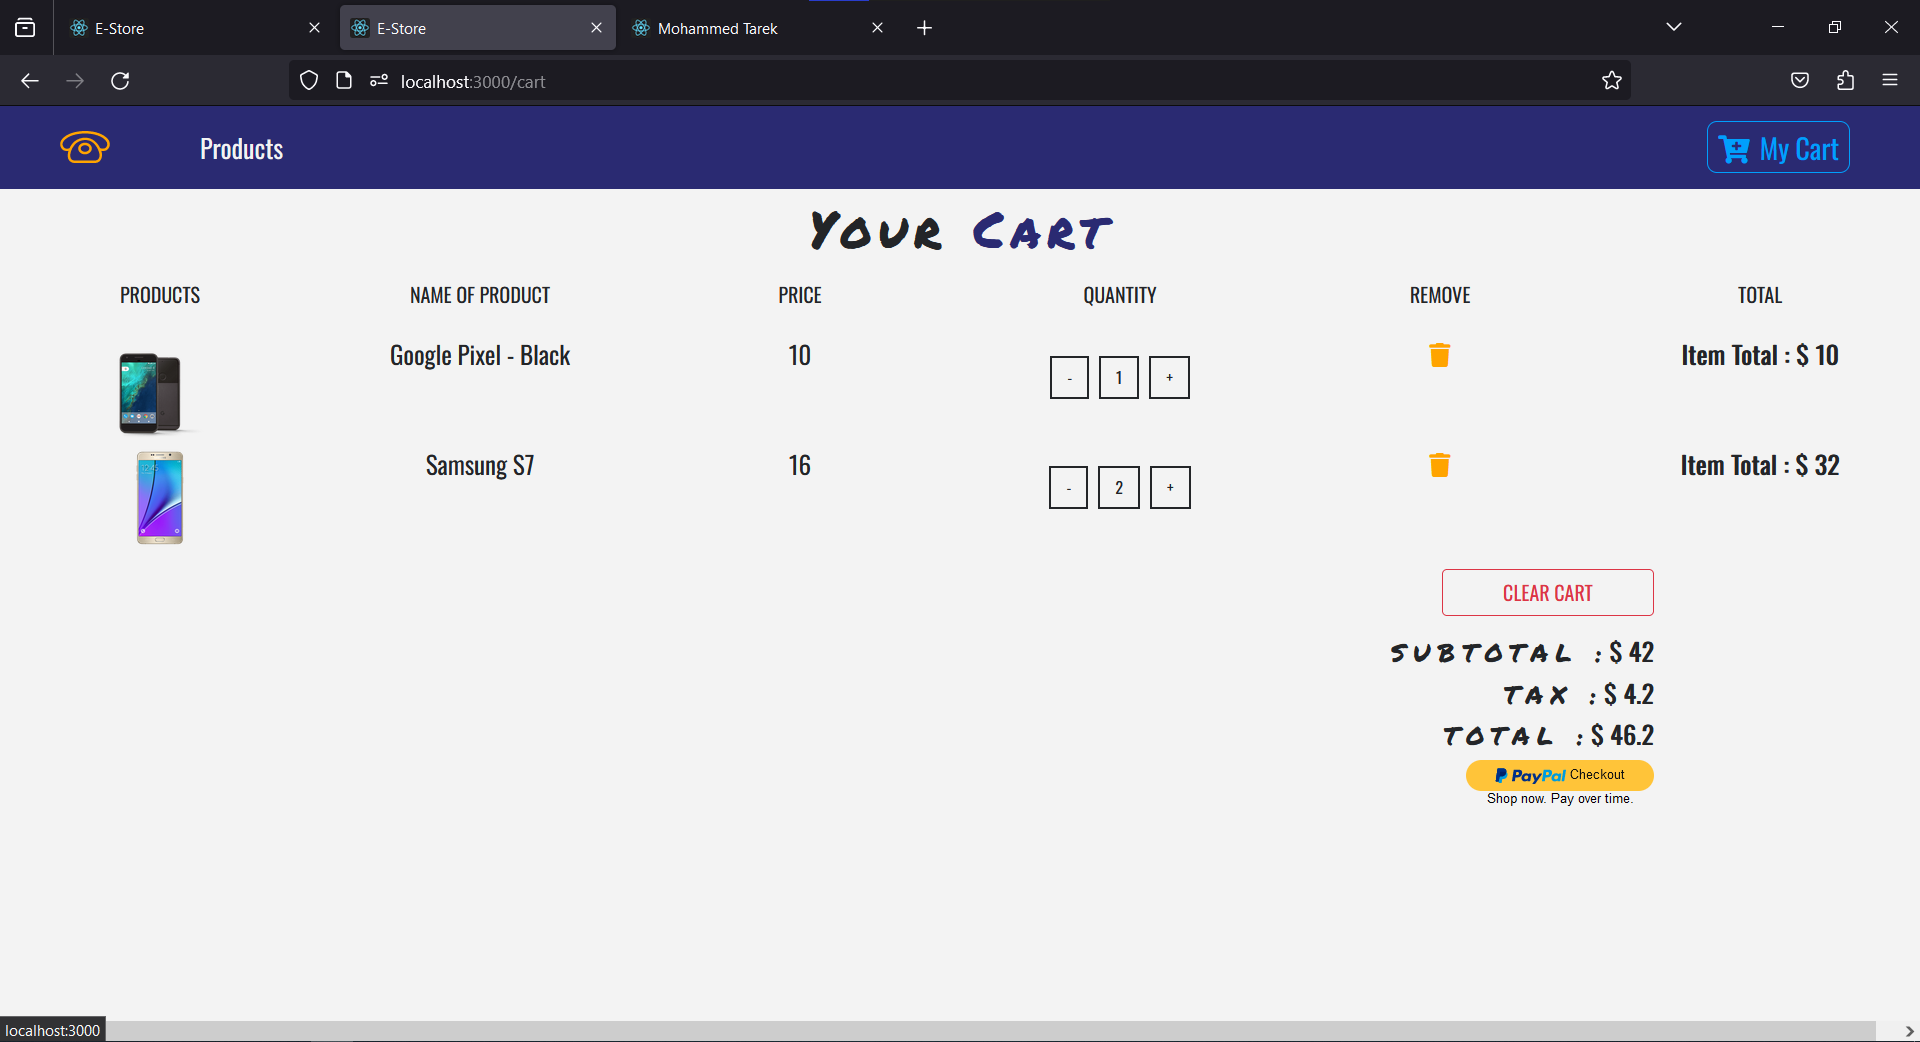 E-Store
E-Store
Mohammed Tarek
localhost:3000/cart
Products
My Cart
Your Cart
PRODUCTS NAME OF PRODUCT PRICE QUANTITY REMOVE TOTAL
Google Pixel - Black 10 - 1 + Item Total : $ 10
Samsung S7 16 - 2 + Item Total : $ 32
CLEAR CART
SUBTOTAL : $ 42
TAX : $ 4.2
TOTAL : $ 46.2
PayPal Checkout
Shop now. Pay over time.
localhost:3000